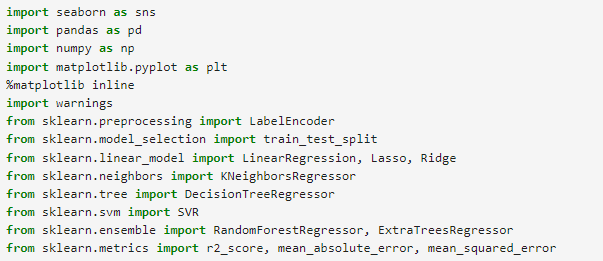 import seaborn as sns
import pandas as pd
import numpy as np
import matplotlib.pyplot as plt
%matplotlib inline
import warnings
from sklearn.preprocessing import LabelEncoder
from sklearn.model_selection import train_test_split
from sklearn.linear_model import LinearRegression, Lasso, Ridge
from sklearn.neighbors import KNeighborsRegressor
from sklearn.tree import DecisionTreeRegressor
from sklearn.svm import SVR
from sklearn.ensemble import RandomForestRegressor, ExtraTreesRegressor
from sklearn.metrics import r2_score, mean_absolute_error, mean_squared_error